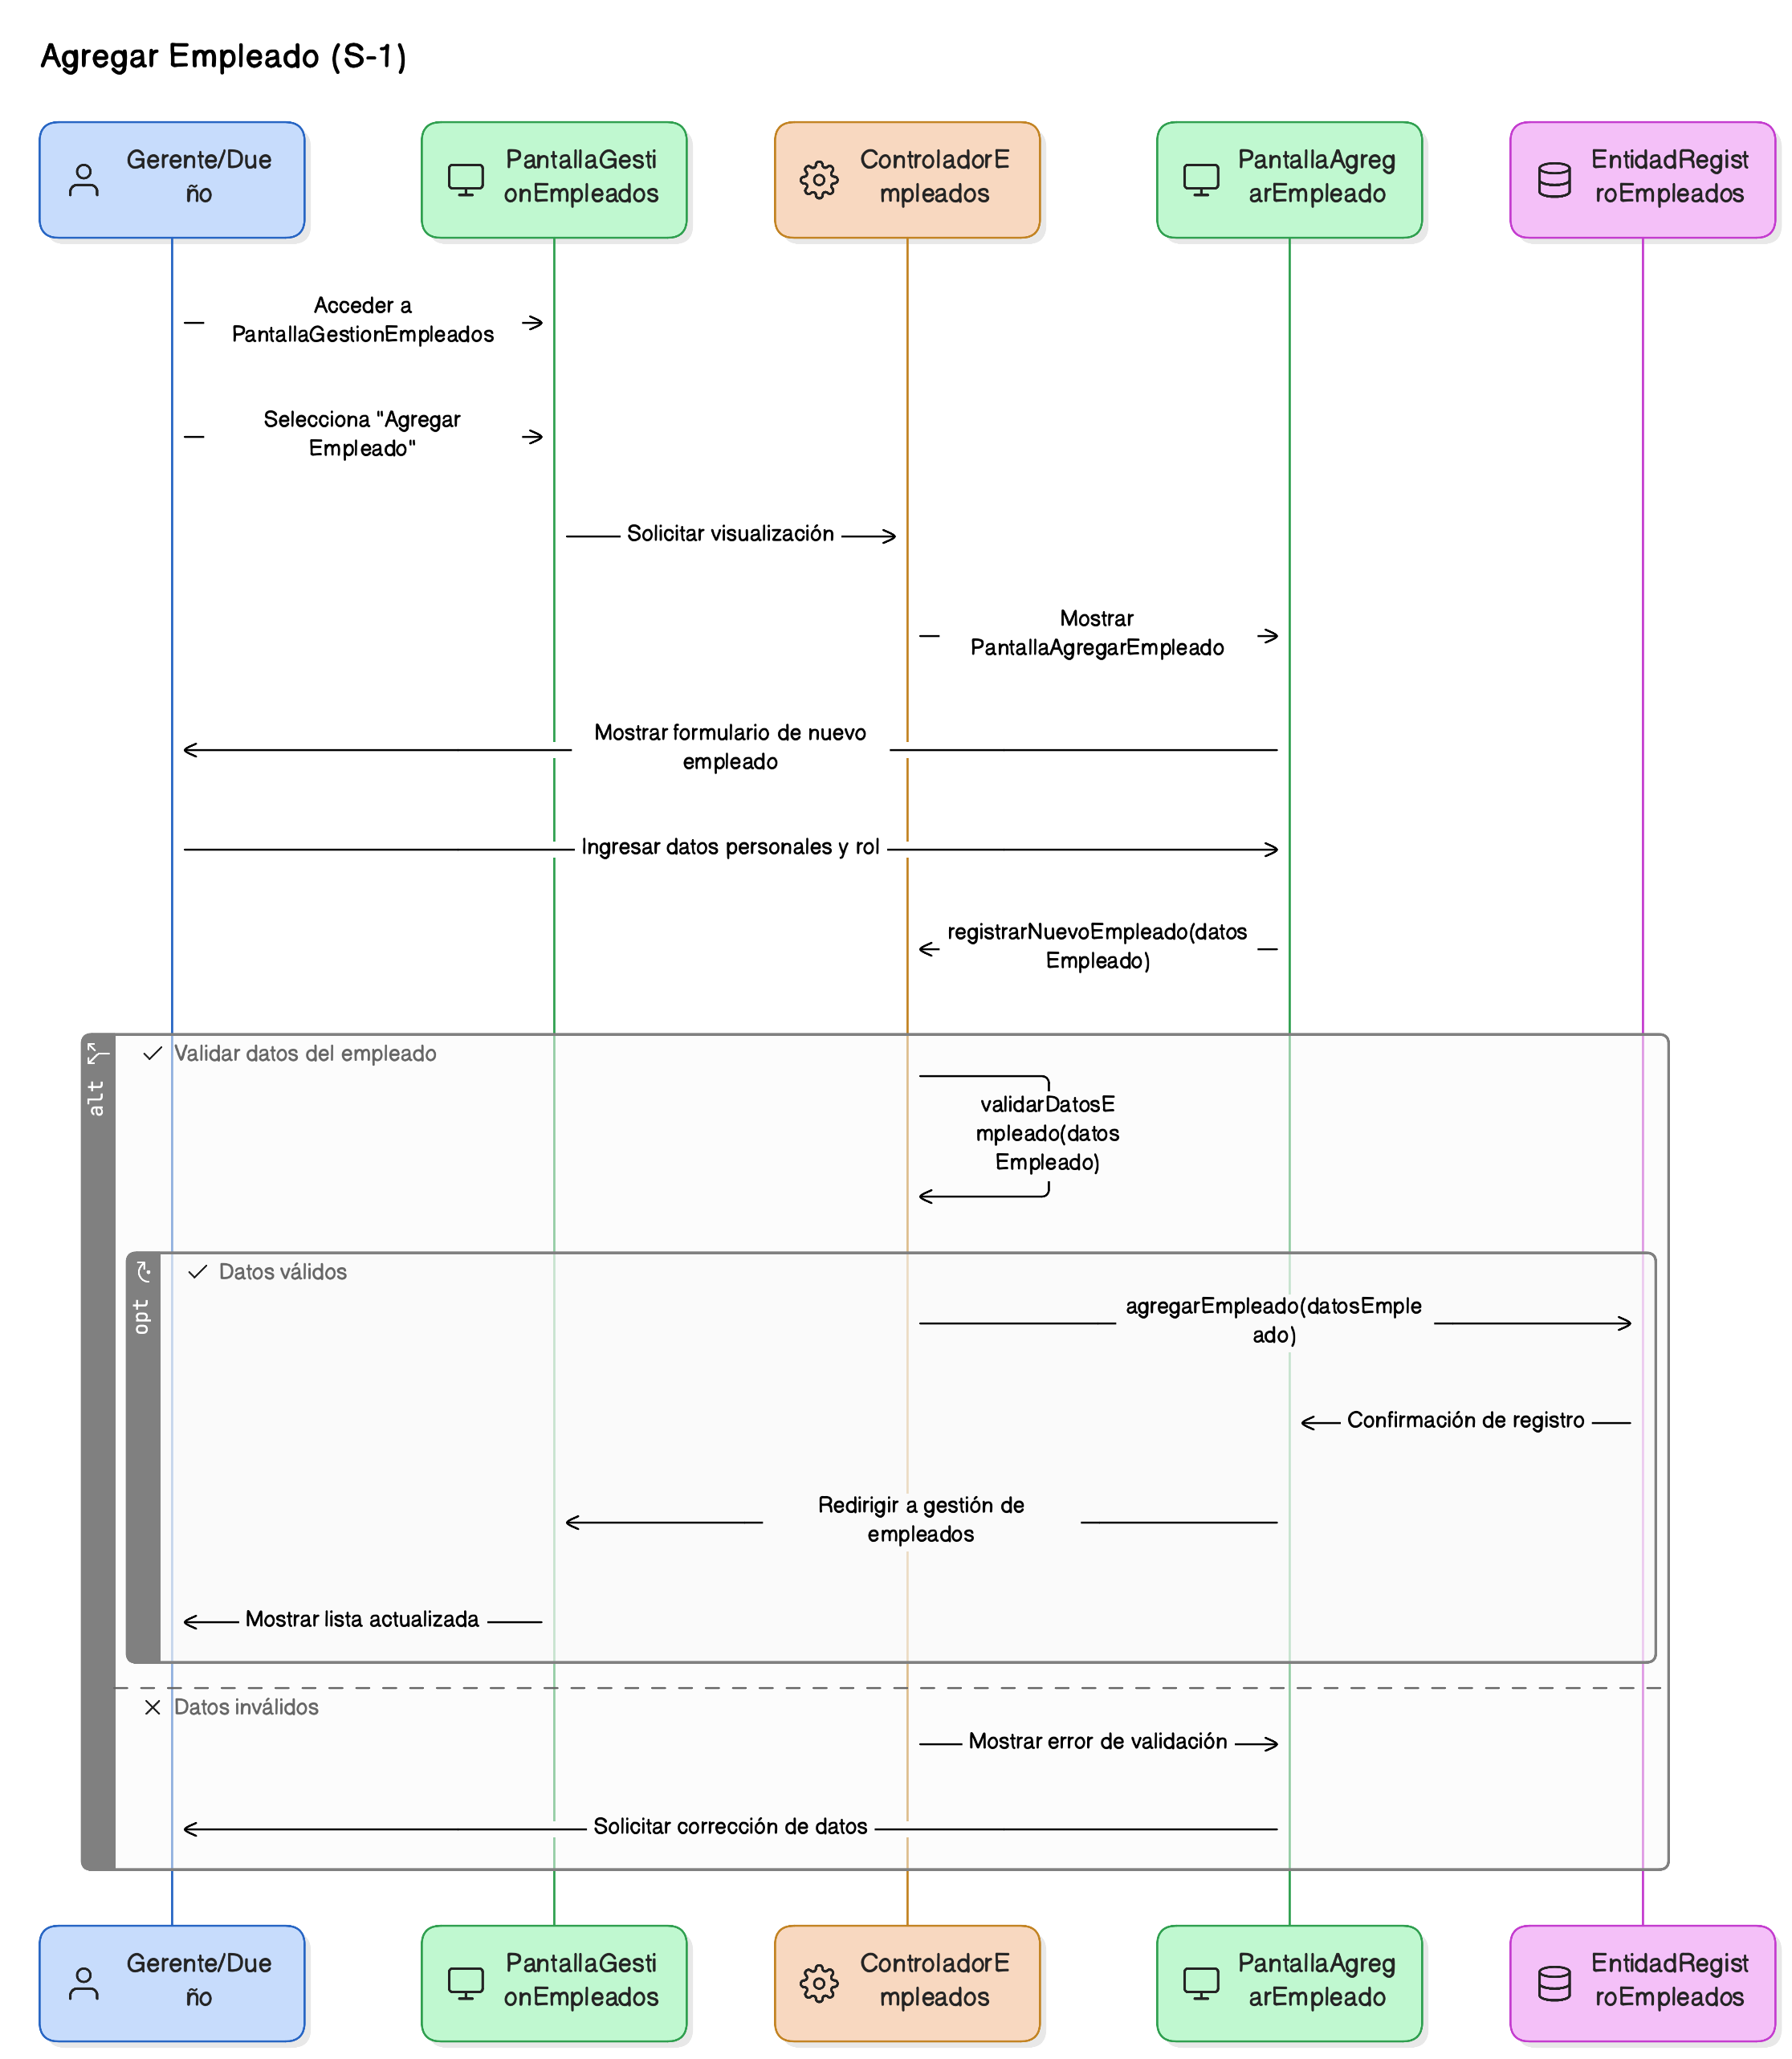 Agregar Empleado (S-1)
Gerente/Due
ño
PantallaGesti
onEmpleados
ControladorE
mpleados
PantallaAgreg
arEmpleado
EntidadRegist
roEmpleados
Acceder a
PantallaGestionEmpleados
Selecciona "Agregar
Empleado"
Solicitar visualización
Mostrar
PantallaAgregarEmpleado
Mostrar formulario de nuevo
empleado
Ingresar datos personales y rol
registrarNuevoEmpleado(datos
Empleado)
alt
Validar datos del empleado
validarDatosE
mpleado(datos
Empleado)
opt
Datos válidos
agregarEmpleado(datosEmple
ado)
Confirmación de registro
Redirigir a gestión de
empleados
Mostrar lista actualizada
Datos inválidos
Mostrar error de validación
Solicitar corrección de datos
Gerente/Due
ño
PantallaGesti
onEmpleados
ControladorE
mpleados
PantallaAgreg
arEmpleado
EntidadRegist
roEmpleados